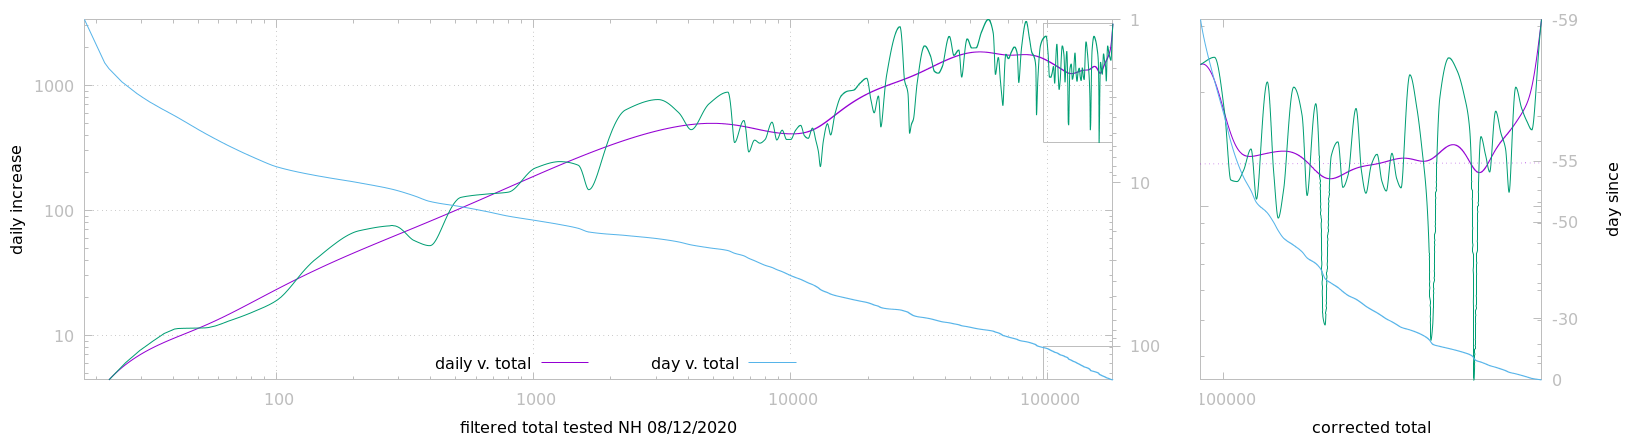 1000
100
10
daily increase
daily v. total
day v. total
100
1000
10000
100000
filtered total tested NH 08/12/2020
1
10
100
-59
-55
-50
-30
0
day since
100000
corrected total